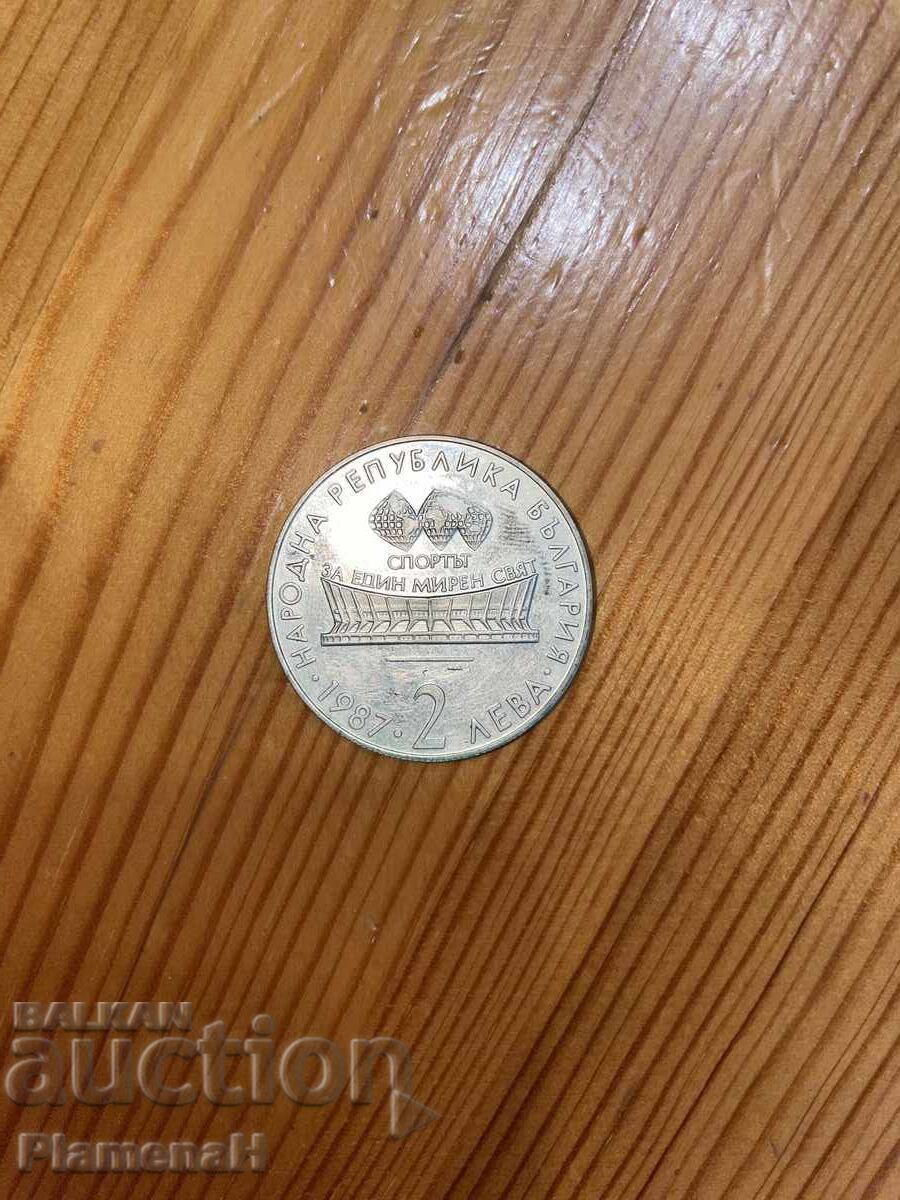 НАРОДНА РЕПУБЛИКА БЪЛГАРИЯ
СПОРТЪТ
ЗА ЕДИН МИРЕН СВЯТ
· 1987 · 2 ЛЕВА ·
BALKAN
auction
PlamenaH